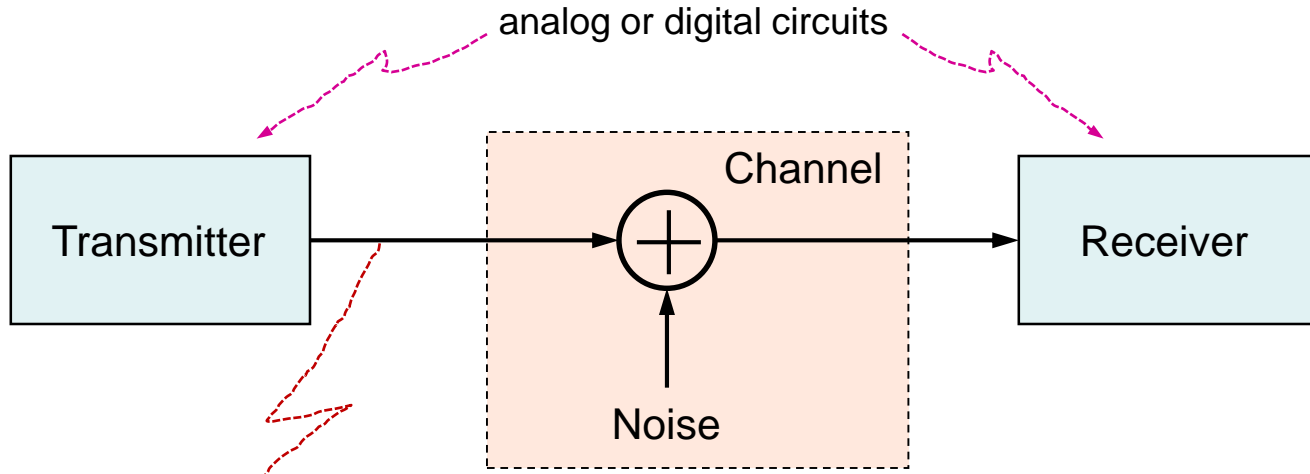 analog or digital circuits
Channel
Transmitter
Receiver
Noise